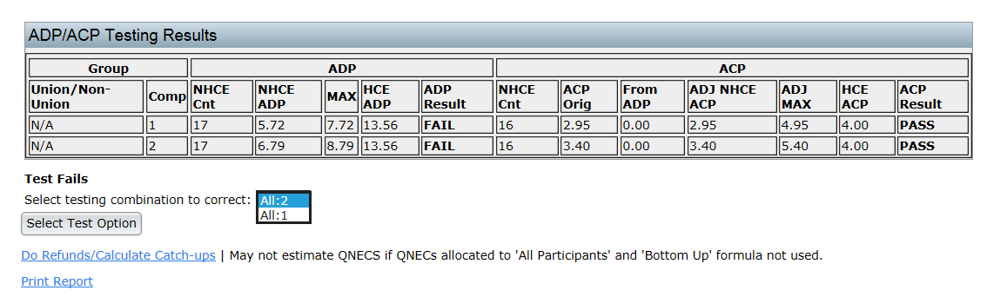 ADP/ACP Testing Results
Group ADP ACP
Union/Non-Union Comp NHCE Cnt NHCE ADP MAX HCE ADP ADP Result NHCE Cnt ACP Orig From ADP ADJ NHCE ACP ADJ MAX HCE ACP ACP Result
N/A 1 17 5.72 7.72 13.56 FAIL 16 2.95 0.00 2.95 4.95 4.00 PASS
N/A 2 17 6.79 8.79 13.56 FAIL 16 3.40 0.00 3.40 5.40 4.00 PASS
Test Fails
Select testing combination to correct: All:2
All:1
Select Test Option
Do Refunds/Calculate Catch-ups | May not estimate QNECS if QNECs allocated to 'All Participants' and 'Bottom Up' formula not used.
Print Report